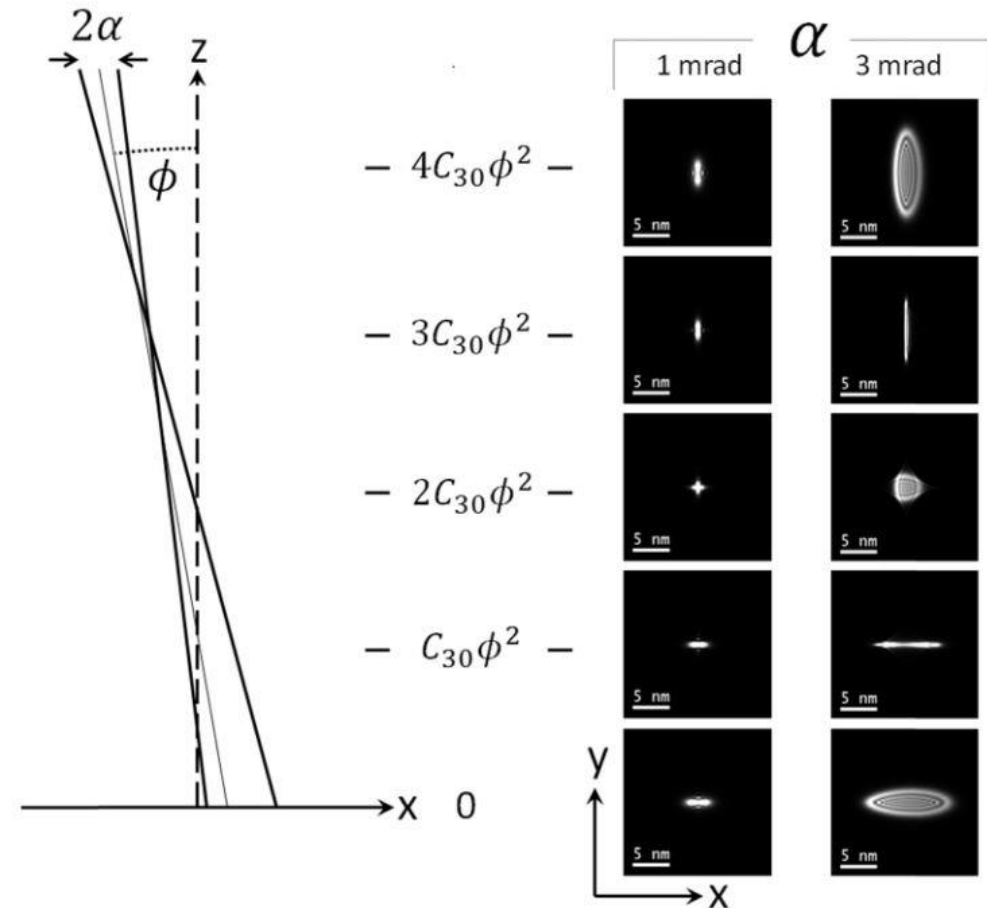 2α
z
ϕ
x
α
1 mrad 3 mrad
4C₃₀ϕ²
5 nm 5 nm
3C₃₀ϕ²
5 nm 5 nm
2C₃₀ϕ²
5 nm 5 nm
C₃₀ϕ²
5 nm 5 nm
0
5 nm 5 nm
y
x